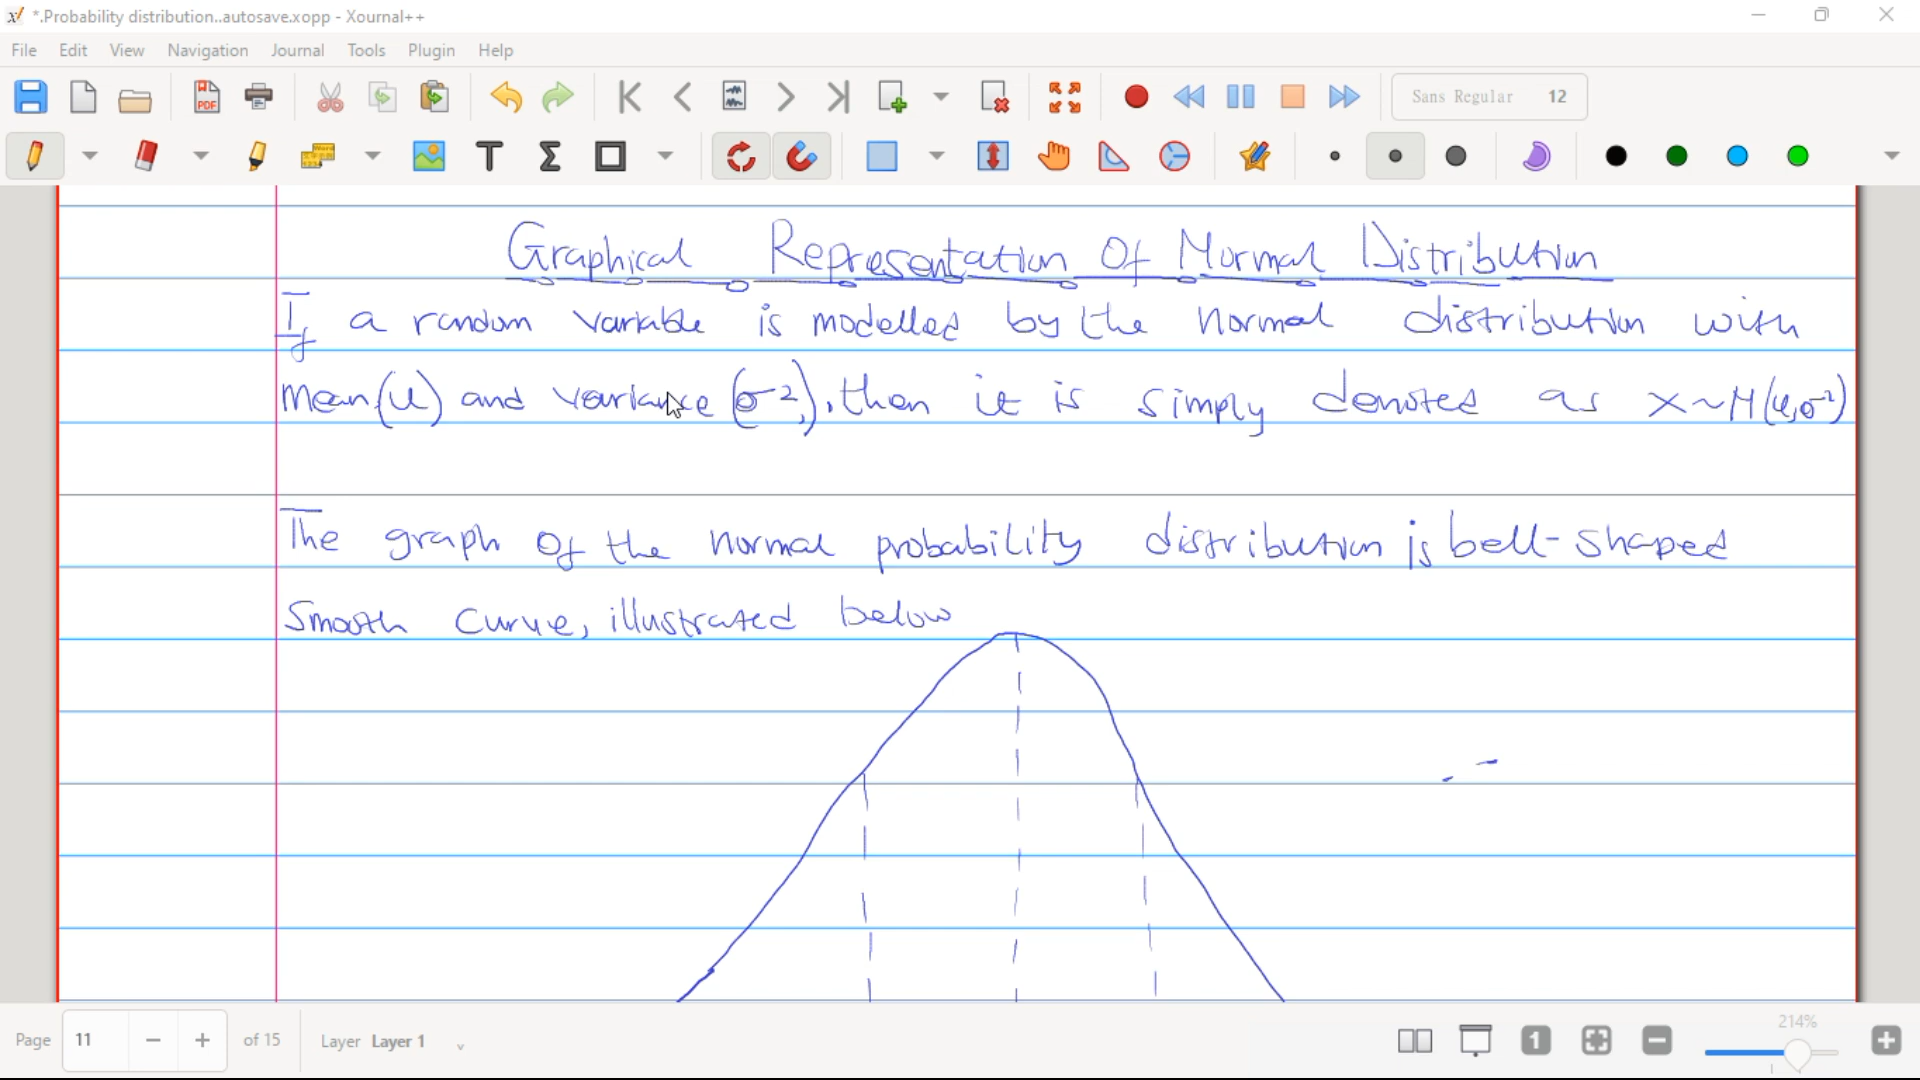 *.Probability distribution..autosave.xopp - Xournal++
File Edit View Navigation Journal Tools Plugin Help
Sans Regular 12
Graphical Representation Of Normal Distribution
If a random variable is modelled by the normal distribution with
mean(μ) and variance (σ²), then it is simply denoted as X~N(μ,σ²)
The graph of the normal probability distribution is bell-shaped
Smooth curve, illustrated below
Page 11 of 15 Layer Layer 1 214%